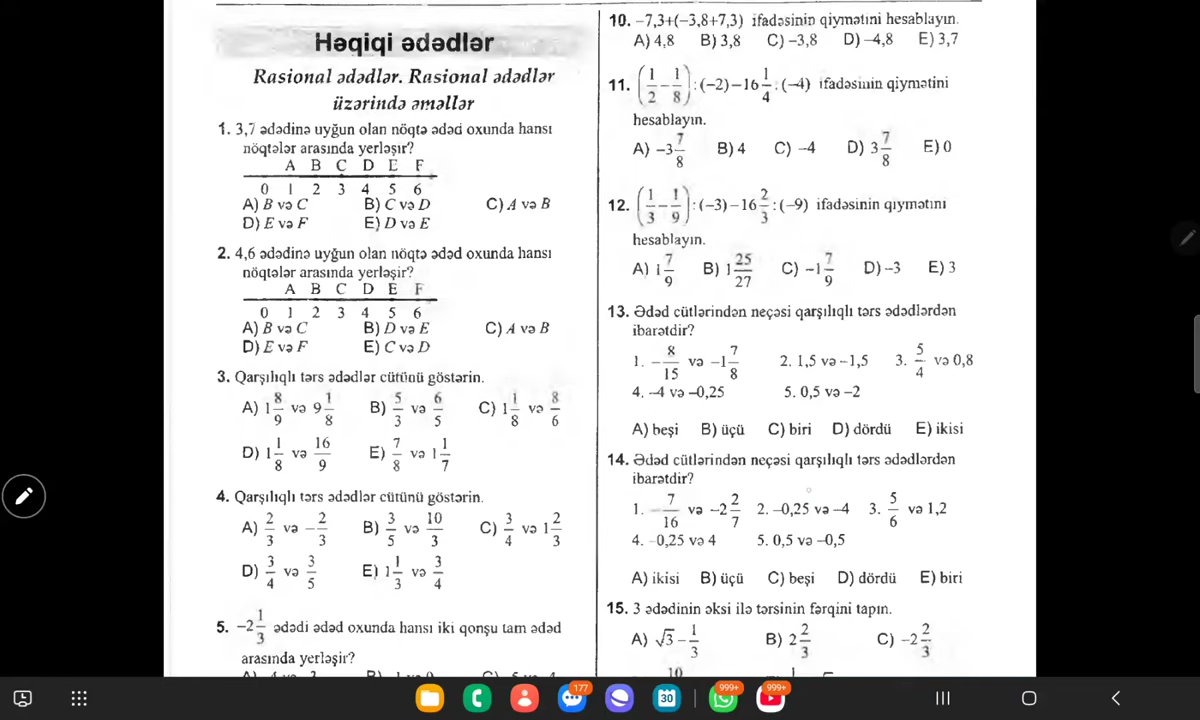 Həqiqi ədədlər
Rasional ədədlər. Rasional ədədlər
üzərində əməllər
1. 3,7 ədədinə uyğun olan nöqtə ədəd oxunda hansı
nöqtələr arasında yerləşir?
A B C D E F
0 1 2 3 4 5 6
A) B və C B) C və D C) A və B
D) E və F E) D və E
2. 4,6 ədədinə uyğun olan nöqtə ədəd oxunda hansı
nöqtələr arasında yerləşir?
A B C D E F
0 1 2 3 4 5 6
A) B və C B) D və E C) A və B
D) E və F E) C və D
3. Qarşılıqlı tərs ədədlər cütünü göstərin.
A) 1 8/9 və 9 1/8 B) 5/3 və 6/5 C) 1 1/8 və 8/6
D) 1 1/8 və 16/9 E) 7/8 və 1 1/7
4. Qarşılıqlı tərs ədədlər cütünü göstərin.
A) 2/3 və -2/3 B) 3/5 və 10/3 C) 3/4 və 1 2/3
D) 3/4 və 3/5 E) 1 1/3 və 3/4
5. -2 1/3 ədədi ədəd oxunda hansı iki qonşu tam ədəd
arasında yerləşir?
10. -7,3+(-3,8+7,3) ifadəsinin qiymətini hesablayın.
A) 4,8 B) 3,8 C) -3,8 D) -4,8 E) 3,7
11. (1/2 - 1/8) : (-2) - 16 1/4 : (-4) ifadəsinin qiymətini
hesablayın.
A) -3 7/8 B) 4 C) -4 D) 3 7/8 E) 0
12. (1/3 - 1/9) : (-3) - 16 2/3 : (-9) ifadəsinin qiymətini
hesablayın.
A) 1 7/9 B) 1 25/27 C) -1 7/9 D) -3 E) 3
13. Ədəd cütlərindən neçəsi qarşılıqlı tərs ədədlərdən
ibarətdir?
1. -8/15 və -1 7/8 2. 1,5 və -1,5 3. 5/4 və 0,8
4. -4 və -0,25 5. 0,5 və -2
A) beşi B) üçü C) biri D) dördü E) ikisi
14. Ədəd cütlərindən neçəsi qarşılıqlı tərs ədədlərdən
ibarətdir?
1. -7/16 və -2 2/7 2. -0,25 və -4 3. 5/6 və 1,2
4. -0,25 və 4 5. 0,5 və -0,5
A) ikisi B) üçü C) beşi D) dördü E) biri
15. 3 ədədinin əksi ilə tərsinin fərqini tapın.
A) √3 - 1/3 B) 2 2/3 C) -2 2/3
177
30
999+
999+